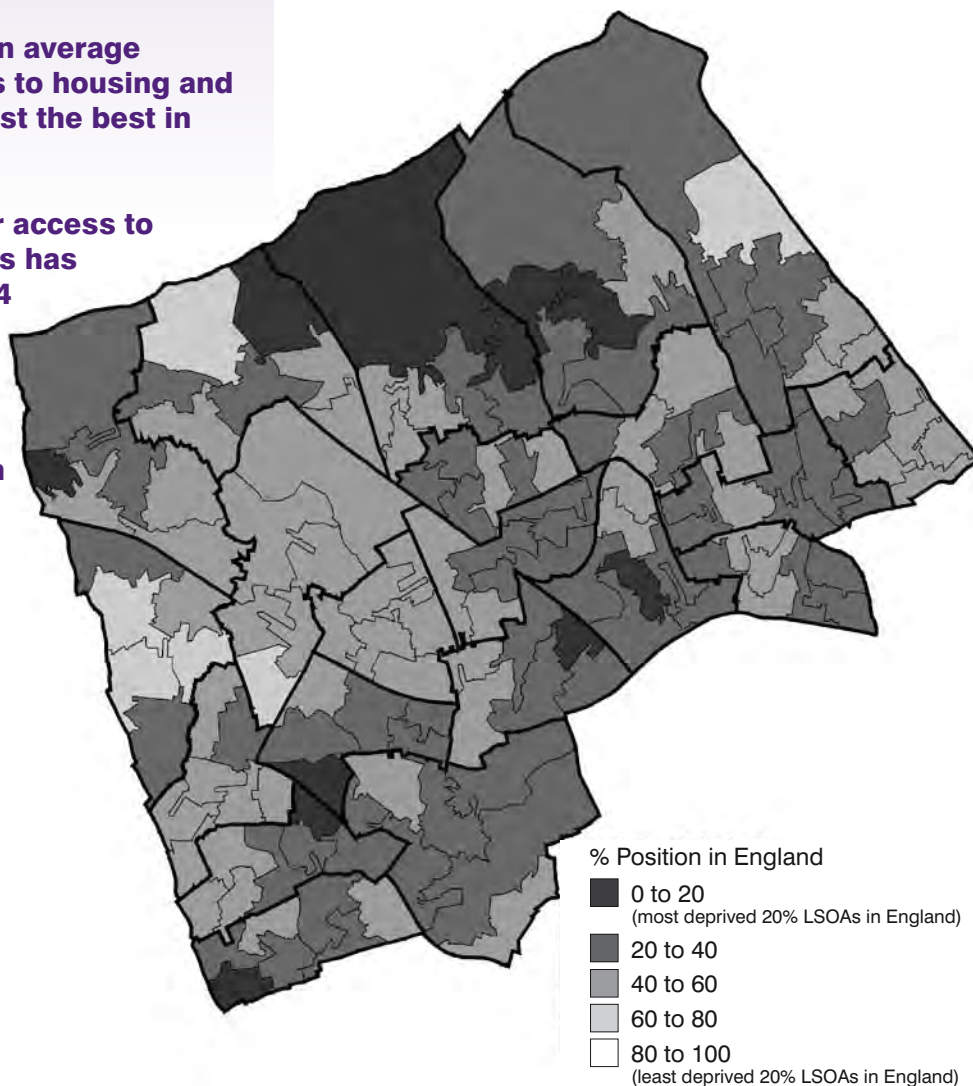 n average
s to housing and
st the best in
r access to
s has
4
n
% Position in England
0 to 20
(most deprived 20% LSOAs in England)
20 to 40
40 to 60
60 to 80
80 to 100
(least deprived 20% LSOAs in England)